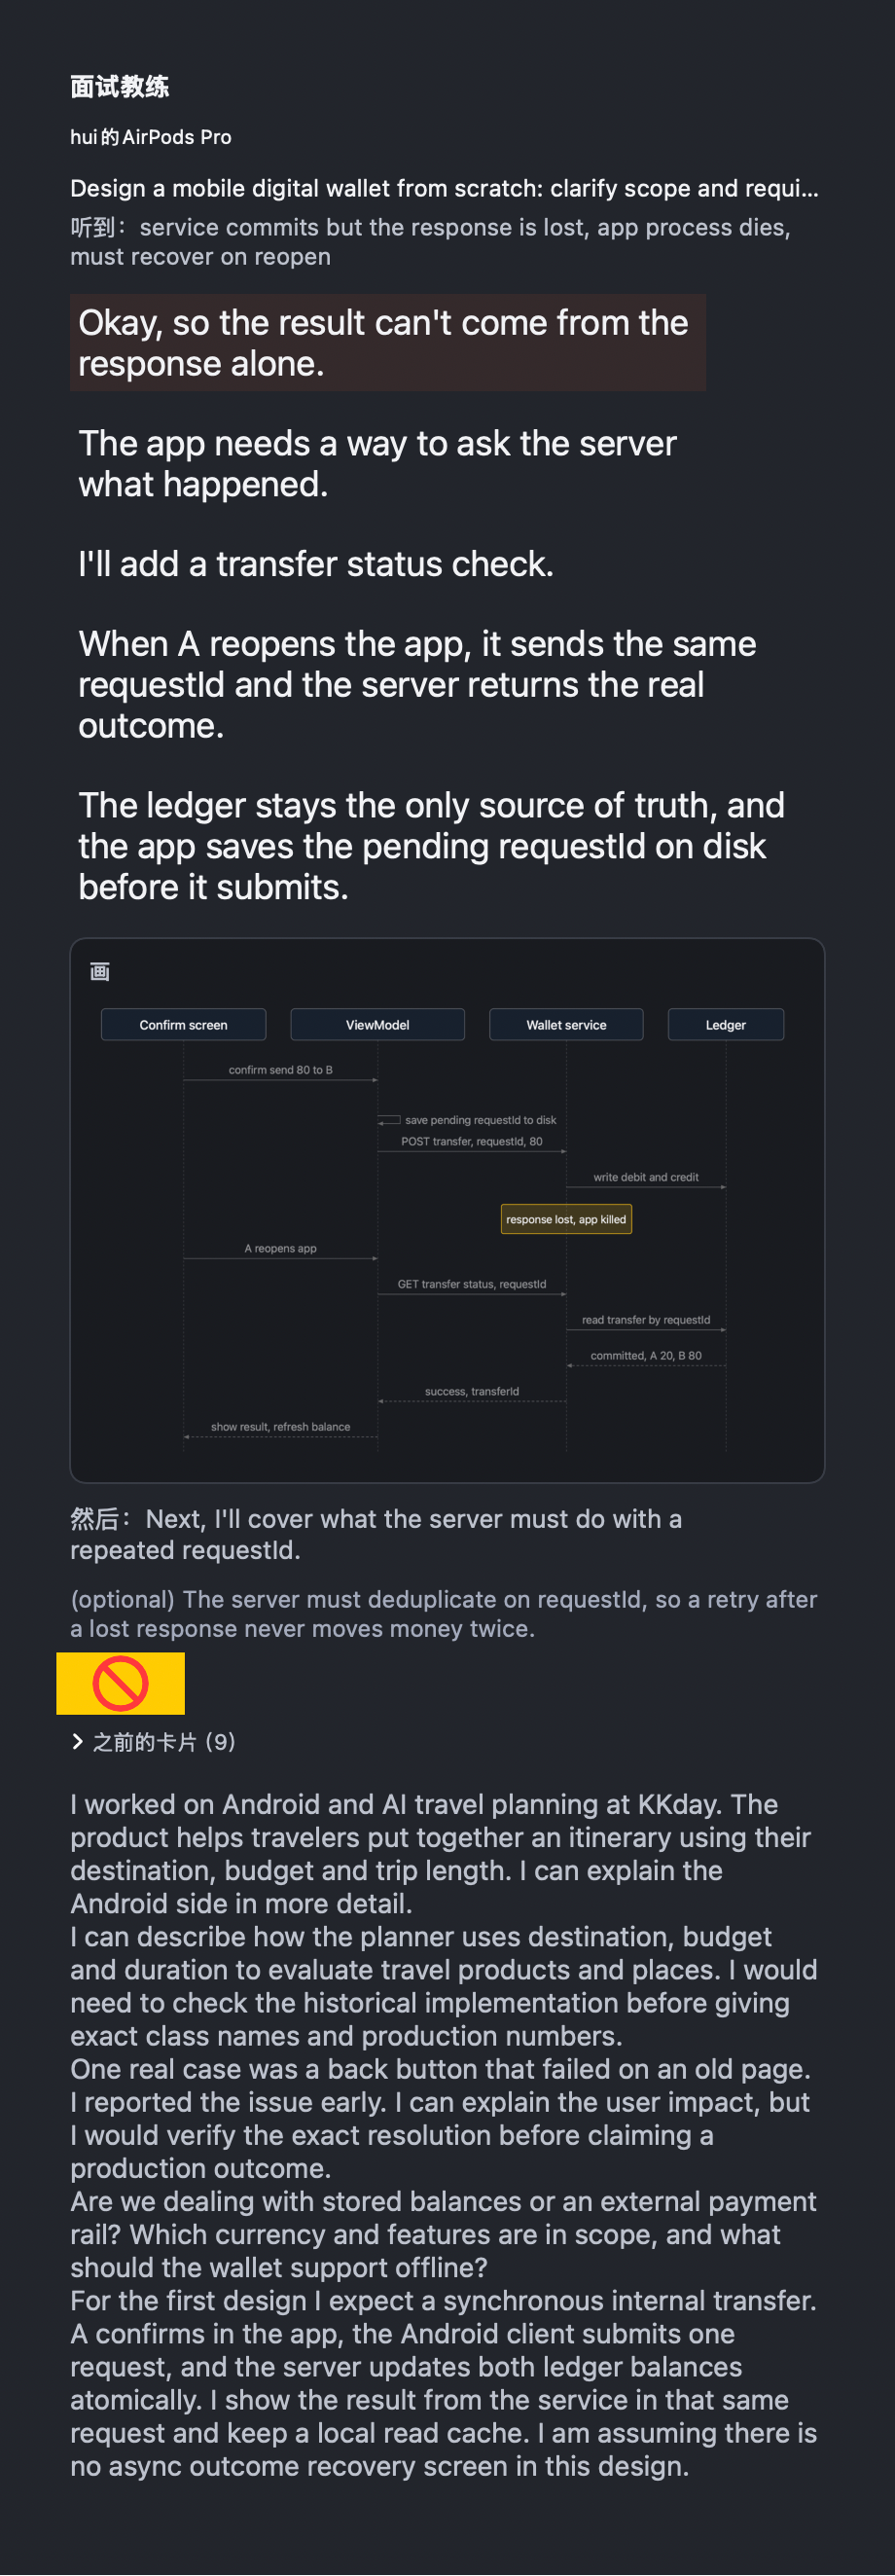 面试教练
hui的AirPods Pro
Design a mobile digital wallet from scratch: clarify scope and requi...
听到：service commits but the response is lost, app process dies,
must recover on reopen
Okay, so the result can't come from the
response alone.
The app needs a way to ask the server
what happened.
I'll add a transfer status check.
When A reopens the app, it sends the same
requestId and the server returns the real
outcome.
The ledger stays the only source of truth, and
the app saves the pending requestId on disk
before it submits.
画
Confirm screen
ViewModel
Wallet service
Ledger
confirm send 80 to B
save pending requestId to disk
POST transfer, requestId, 80
write debit and credit
response lost, app killed
A reopens app
GET transfer status, requestId
read transfer by requestId
committed, A 20, B 80
success, transferId
show result, refresh balance
然后：Next, I'll cover what the server must do with a
repeated requestId.
(optional) The server must deduplicate on requestId, so a retry after
a lost response never moves money twice.
之前的卡片 (9)
I worked on Android and AI travel planning at KKday. The
product helps travelers put together an itinerary using their
destination, budget and trip length. I can explain the
Android side in more detail.
I can describe how the planner uses destination, budget
and duration to evaluate travel products and places. I would
need to check the historical implementation before giving
exact class names and production numbers.
One real case was a back button that failed on an old page.
I reported the issue early. I can explain the user impact, but
I would verify the exact resolution before claiming a
production outcome.
Are we dealing with stored balances or an external payment
rail? Which currency and features are in scope, and what
should the wallet support offline?
For the first design I expect a synchronous internal transfer.
A confirms in the app, the Android client submits one
request, and the server updates both ledger balances
atomically. I show the result from the service in that same
request and keep a local read cache. I am assuming there is
no async outcome recovery screen in this design.